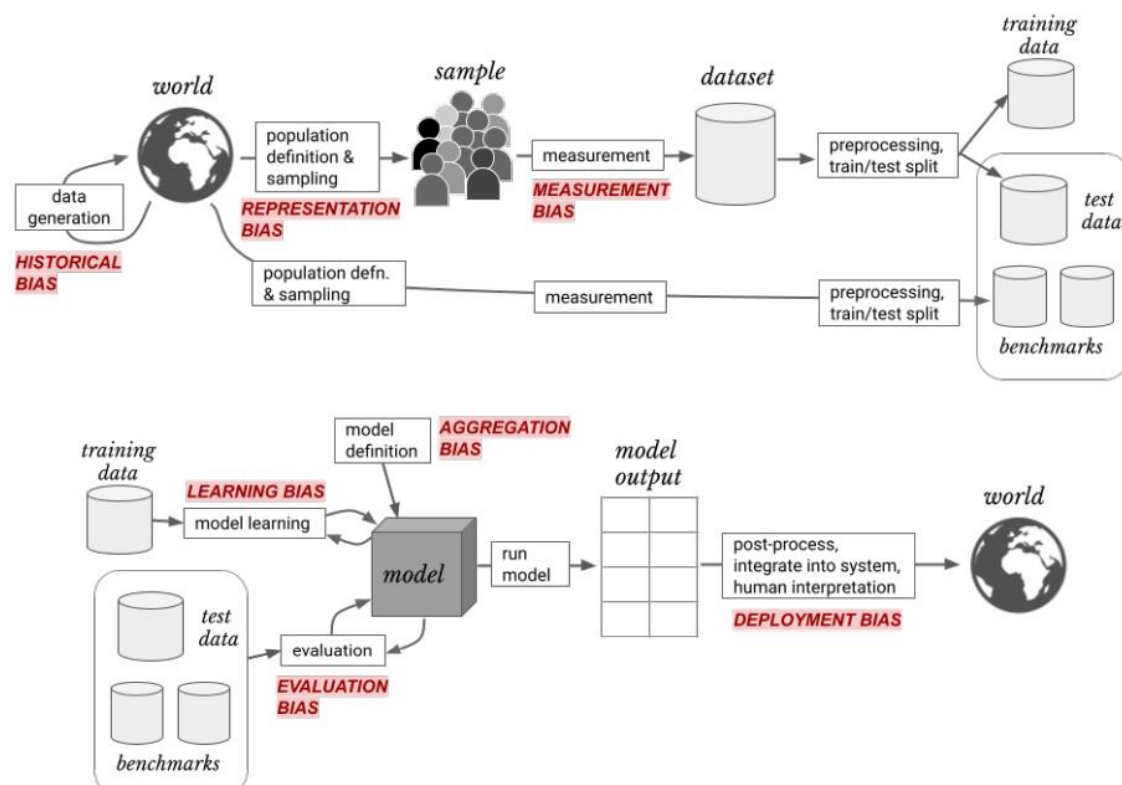 world
sample
dataset
training
data
data
generation
HISTORICAL
BIAS
population
definition &
sampling
REPRESENTATION
BIAS
measurement
MEASUREMENT
BIAS
preprocessing,
train/test split
test
data
population defn.
& sampling
measurement
preprocessing,
train/test split
benchmarks
training
data
LEARNING BIAS
model learning
model
definition
AGGREGATION
BIAS
model
test
data
benchmarks
evaluation
EVALUATION
BIAS
run
model
model
output
post-process,
integrate into system,
human interpretation
DEPLOYMENT BIAS
world